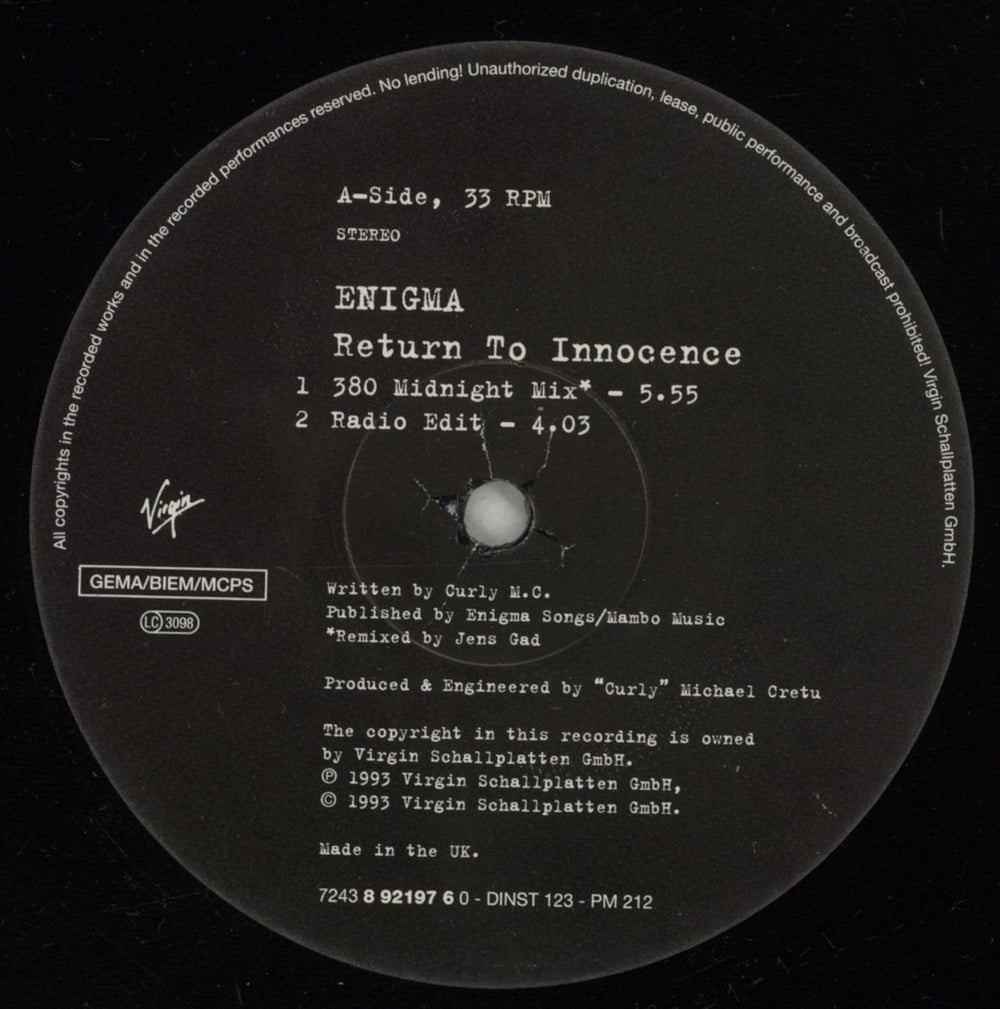 All copyrights in the recorded works and in the recorded performances reserved. No lending! Unauthorized duplication, lease, public performance and broadcast prohibited! Virgin Schallplatten GmbH.
A-Side, 33 RPM
STEREO
ENIGMA
Return To Innocence
1 380 Midnight Mix* - 5.55
2 Radio Edit - 4.03
Virgin
GEMA/BIEM/MCPS
LC 3098
Written by Curly M.C.
Published by Enigma Songs/Mambo Music
*Remixed by Jens Gad
Produced & Engineered by "Curly" Michael Cretu
The copyright in this recording is owned
by Virgin Schallplatten GmbH.
℗ 1993 Virgin Schallplatten GmbH,
© 1993 Virgin Schallplatten GmbH.
Made in the UK.
7243 8 92197 6 0 - DINST 123 - PM 212